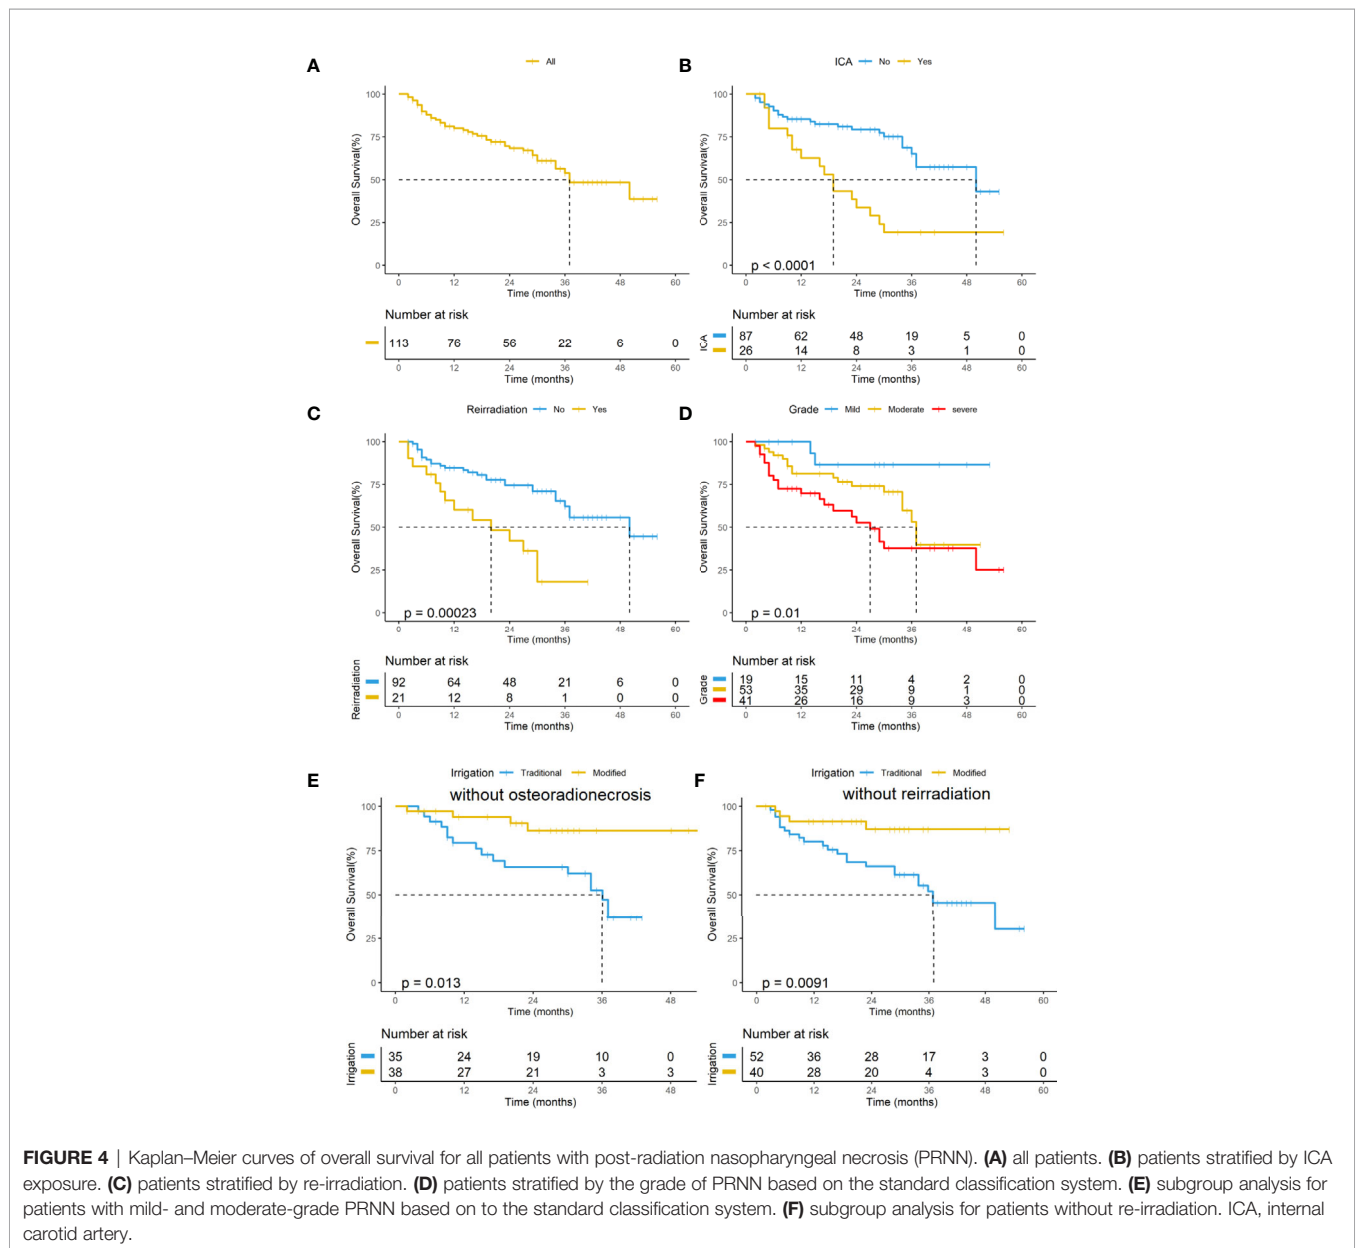 A
All
100
75
50
25
0
Overall Survival(%)
0 12 24 36 48 60
Time (months)
Number at risk
113 76 56 22 6 0
0 12 24 36 48 60
Time (months)
B
ICA No Yes
100
75
50
25
0
Overall Survival(%)
p < 0.0001
0 12 24 36 48 60
Time (months)
Number at risk
ICA
87 62 48 19 5 0
26 14 8 3 1 0
0 12 24 36 48 60
Time (months)
C
Reirradiation No Yes
100
75
50
25
0
Overall Survival(%)
p = 0.00023
0 12 24 36 48 60
Time (months)
Number at risk
Reirradiation
92 64 48 21 6 0
21 12 8 1 0 0
0 12 24 36 48 60
Time (months)
D
Grade Mild Moderate severe
100
75
50
25
0
Overall Survival(%)
p = 0.01
0 12 24 36 48 60
Time (months)
Number at risk
Grade
19 15 11 4 2 0
53 35 29 9 1 0
41 26 16 9 3 0
0 12 24 36 48 60
Time (months)
E
Irrigation Traditional Modified
without osteoradionecrosis
100
75
50
25
0
Overall Survival(%)
p = 0.013
0 12 24 36 48
Time (months)
Number at risk
Irrigation
35 24 19 10 0
38 27 21 3 3
0 12 24 36 48
Time (months)
F
Irrigation Traditional Modified
without reirradiation
100
75
50
25
0
Overall Survival(%)
p = 0.0091
0 12 24 36 48 60
Time (months)
Number at risk
Irrigation
52 36 28 17 3 0
40 28 20 4 3 0
0 12 24 36 48 60
Time (months)
FIGURE 4 | Kaplan–Meier curves of overall survival for all patients with post-radiation nasopharyngeal necrosis (PRNN). (A) all patients. (B) patients stratified by ICA
exposure. (C) patients stratified by re-irradiation. (D) patients stratified by the grade of PRNN based on the standard classification system. (E) subgroup analysis for
patients with mild- and moderate-grade PRNN based on to the standard classification system. (F) subgroup analysis for patients without re-irradiation. ICA, internal
carotid artery.